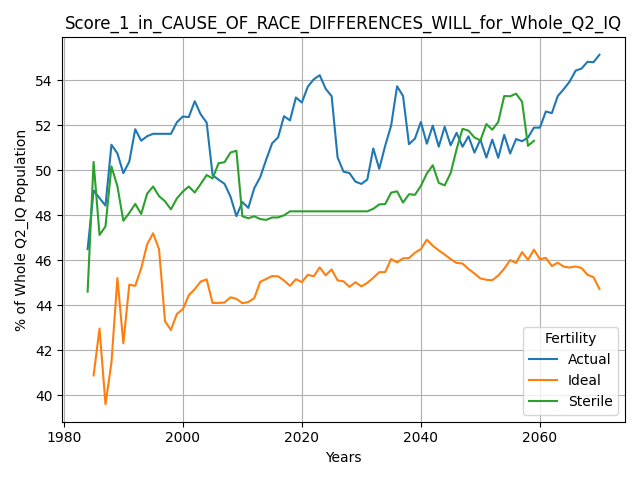 Score_1_in_CAUSE_OF_RACE_DIFFERENCES_WILL_for_Whole_Q2_IQ
% of Whole Q2_IQ Population
54
52
50
48
46
44
42
40
1980
2000
2020
2040
2060
Years
Fertility
Actual
Ideal
Sterile